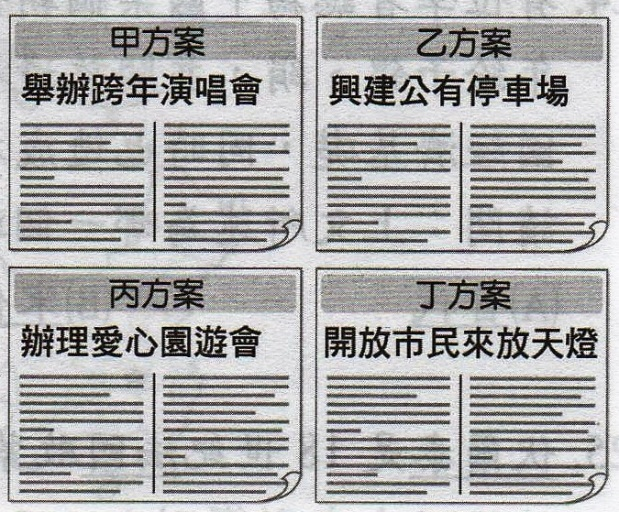 甲方案
舉辦跨年演唱會
乙方案
興建公有停車場
丙方案
辦理愛心園遊會
丁方案
開放市民來放天燈